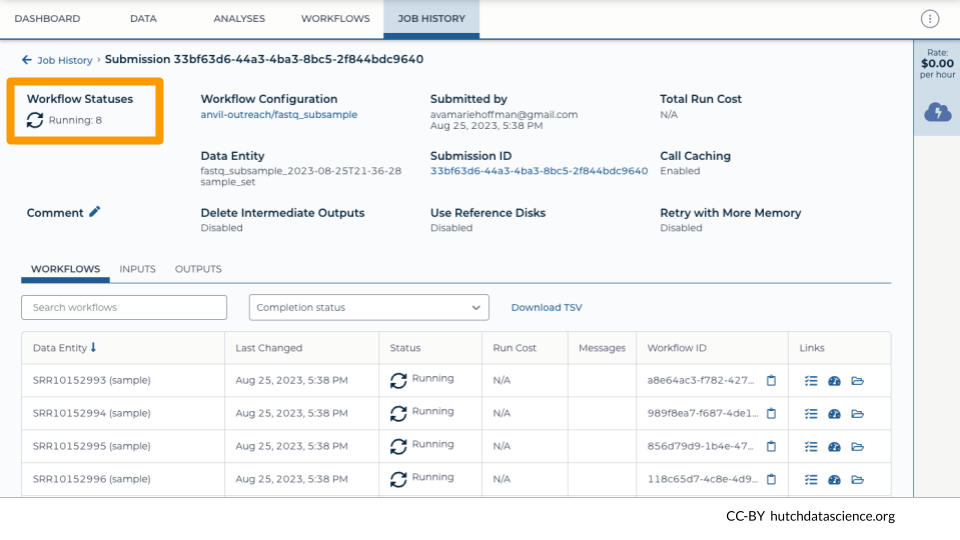 DASHBOARD DATA ANALYSES WORKFLOWS JOB HISTORY
Rate:
$0.00
per hour
Job History › Submission 33bf63d6-44a3-4ba3-8bc5-2f844bdc9640
Workflow Statuses
Running: 8
Workflow Configuration
anvil-outreach/fastq_subsample
Submitted by
avamariehoffman@gmail.com
Aug 25, 2023, 5:38 PM
Total Run Cost
N/A
Data Entity
fastq_subsample_2023-08-25T21-36-28
sample_set
Submission ID
33bf63d6-44a3-4ba3-8bc5-2f844bdc9640
Call Caching
Enabled
Comment
Delete Intermediate Outputs
Disabled
Use Reference Disks
Disabled
Retry with More Memory
Disabled
WORKFLOWS INPUTS OUTPUTS
Search workflows Completion status Download TSV
Data Entity Last Changed Status Run Cost Messages Workflow ID Links
SRR10152993 (sample) Aug 25, 2023, 5:38 PM Running N/A a8e64ac3-f782-427...
SRR10152994 (sample) Aug 25, 2023, 5:38 PM Running N/A 989f8ea7-f687-4de1...
SRR10152995 (sample) Aug 25, 2023, 5:38 PM Running N/A 856d79d9-1b4e-47...
SRR10152996 (sample) Aug 25, 2023, 5:38 PM Running N/A 118c65d7-4c8e-4d9...
CC-BY hutchdatascience.org